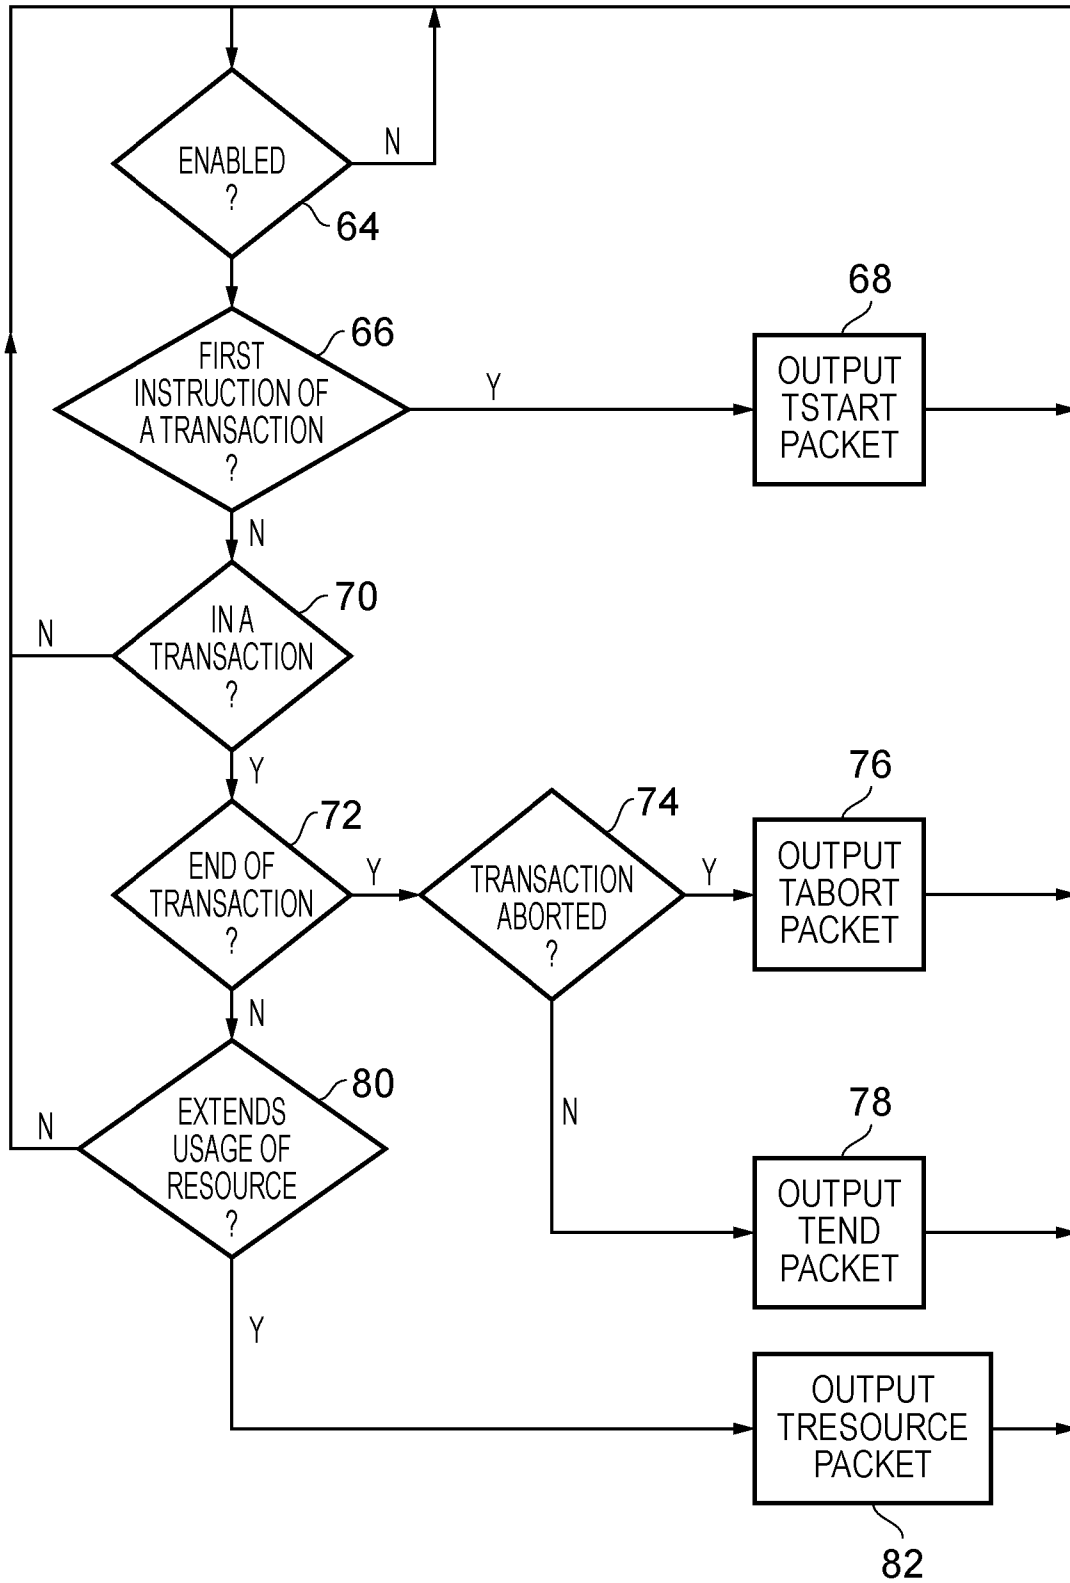 ENABLED
?
N
64
68
66
FIRST
INSTRUCTION OF
A TRANSACTION
?
Y
OUTPUT
TSTART
PACKET
N
70
IN A
TRANSACTION
?
N
Y
72
END OF
TRANSACTION
?
Y
74
TRANSACTION
ABORTED
?
Y
76
OUTPUT
TABORT
PACKET
N
80
EXTENDS
USAGE OF
RESOURCE
?
N
N
78
OUTPUT
TEND
PACKET
Y
OUTPUT
TRESOURCE
PACKET
82